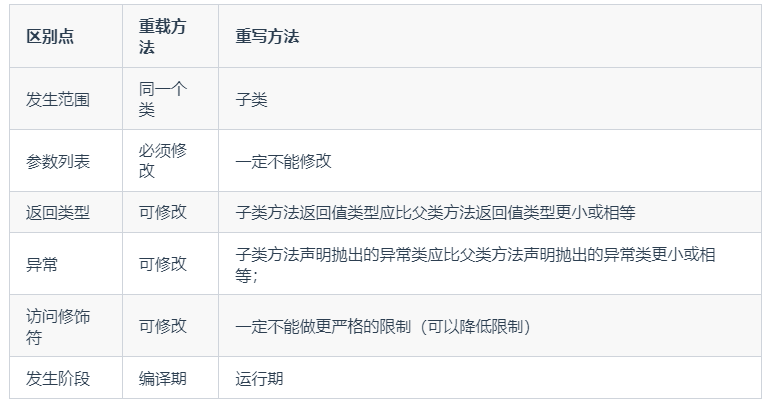 区别点
重载方
法
重写方法
发生范围
同一个
类
子类
参数列表
必须修
改
一定不能修改
返回类型
可修改
子类方法返回值类型应比父类方法返回值类型更小或相等
异常
可修改
子类方法声明抛出的异常类应比父类方法声明抛出的异常类更小或相
等；
访问修饰
符
可修改
一定不能做更严格的限制（可以降低限制）
发生阶段
编译期
运行期